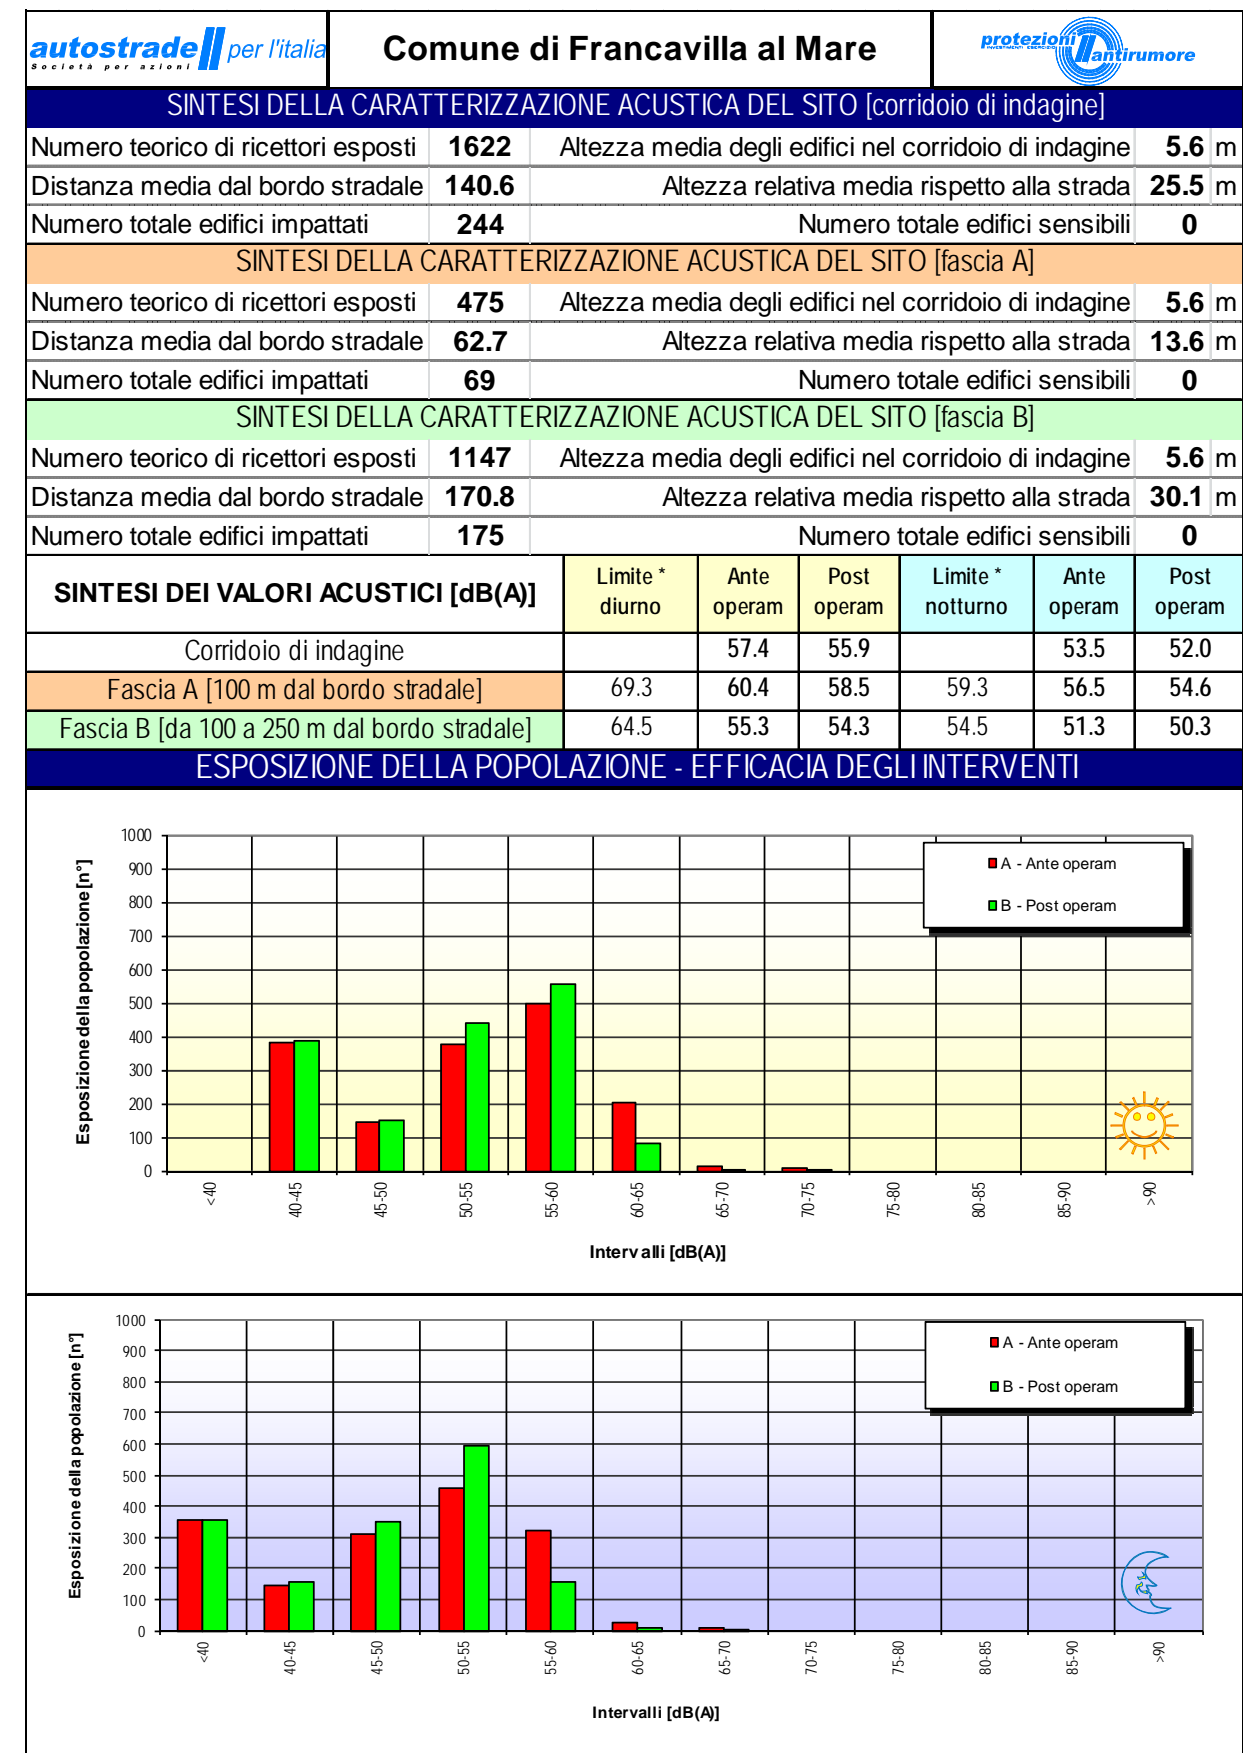 autostrade per l'italia
Società per azioni
Comune di Francavilla al Mare
protezioni antirumore
SINTESI DELLA CARATTERIZZAZIONE ACUSTICA DEL SITO [corridoio di indagine]
Numero teorico di ricettori esposti 1622 Altezza media degli edifici nel corridoio di indagine 5.6 m
Distanza media dal bordo stradale 140.6 Altezza relativa media rispetto alla strada 25.5 m
Numero totale edifici impattati 244 Numero totale edifici sensibili 0
SINTESI DELLA CARATTERIZZAZIONE ACUSTICA DEL SITO [fascia A]
Numero teorico di ricettori esposti 475 Altezza media degli edifici nel corridoio di indagine 5.6 m
Distanza media dal bordo stradale 62.7 Altezza relativa media rispetto alla strada 13.6 m
Numero totale edifici impattati 69 Numero totale edifici sensibili 0
SINTESI DELLA CARATTERIZZAZIONE ACUSTICA DEL SITO [fascia B]
Numero teorico di ricettori esposti 1147 Altezza media degli edifici nel corridoio di indagine 5.6 m
Distanza media dal bordo stradale 170.8 Altezza relativa media rispetto alla strada 30.1 m
Numero totale edifici impattati 175 Numero totale edifici sensibili 0
SINTESI DEI VALORI ACUSTICI [dB(A)] Limite * diurno Ante operam Post operam Limite * notturno Ante operam Post operam
Corridoio di indagine 57.4 55.9 53.5 52.0
Fascia A [100 m dal bordo stradale] 69.3 60.4 58.5 59.3 56.5 54.6
Fascia B [da 100 a 250 m dal bordo stradale] 64.5 55.3 54.3 54.5 51.3 50.3
ESPOSIZIONE DELLA POPOLAZIONE - EFFICACIA DEGLI INTERVENTI
Esposizione della popolazione [n°]
1000
900
800
700
600
500
400
300
200
100
0
A - Ante operam
B - Post operam
<40 40-45 45-50 50-55 55-60 60-65 65-70 70-75 75-80 80-85 85-90 >90
Intervalli [dB(A)]
Esposizione della popolazione [n°]
1000
900
800
700
600
500
400
300
200
100
0
A - Ante operam
B - Post operam
<40 40-45 45-50 50-55 55-60 60-65 65-70 70-75 75-80 80-85 85-90 >90
Intervalli [dB(A)]